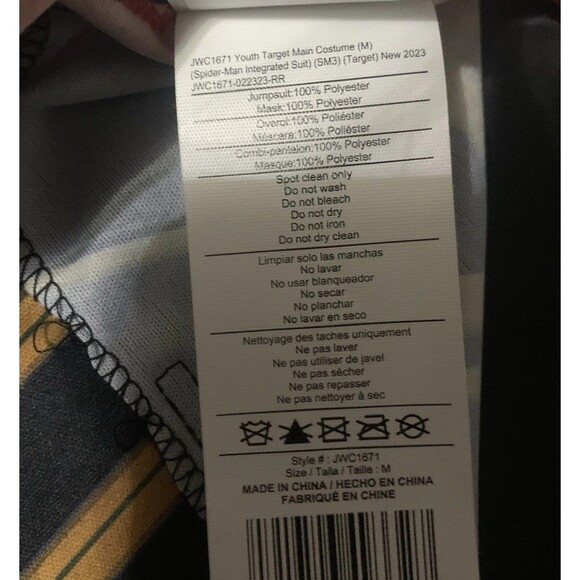 JWC1671 Youth Target Main Costume (M)
(Spider-Man Integrated Suit) (SM3) (Target) New 2023
JWC1671-022323-RR
Jumpsuit:100% Polyester
Mask:100% Polyester
Overol:100% Poliéster
Máscara:100% Poliéster
Combi-pantalon:100% Polyester
Masque:100% Polyester
Spot clean only
Do not wash
Do not bleach
Do not dry
Do not iron
Do not dry clean
Limpiar solo las manchas
No lavar
No usar blanqueador
No secar
No planchar
No lavar en seco
Nettoyage des taches uniquement
Ne pas laver
Ne pas utiliser de javel
Ne pas sécher
Ne pas repasser
Ne pas nettoyer à sec
Style # : JWC1671
Size / Talla / Taille : M
MADE IN CHINA / HECHO EN CHINA
FABRIQUÉ EN CHINE